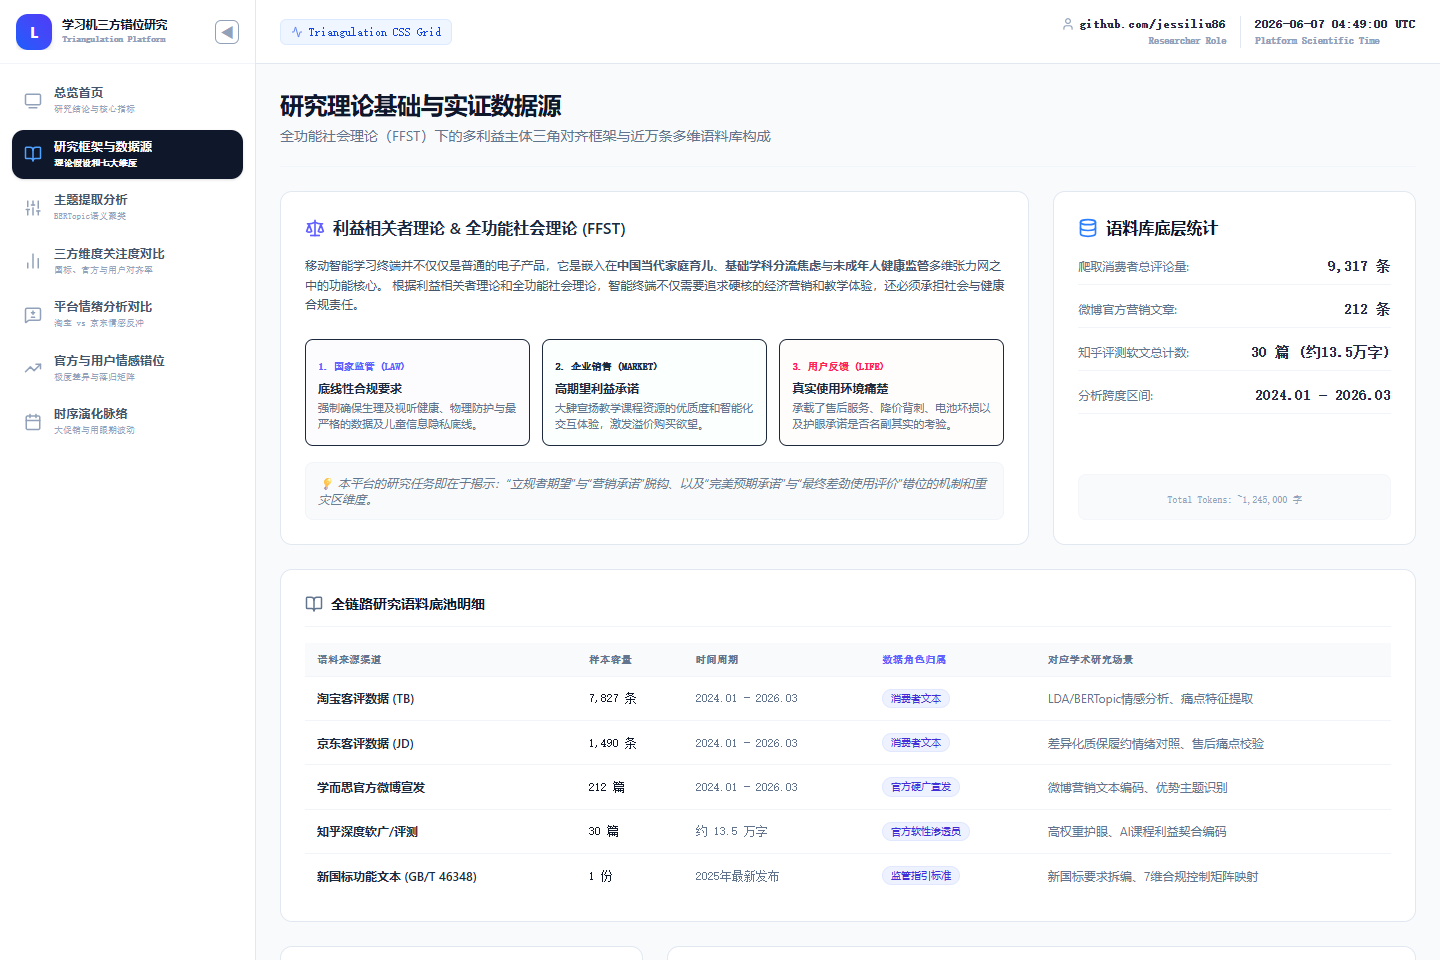 L
学习机三方错位研究
Triangulation Platform
总览首页
研究结论与核心指标
研究框架与数据源
理论假设和七大维度
主题提取分析
BERTopic语义聚类
三方维度关注度对比
国标、官方与用户对齐率
平台情绪分析对比
淘宝 vs 京东情感反冲
官方与用户情感错位
极度差异与落归矩阵
时序演化脉络
大促销与用眼期波动
Triangulation CSS Grid
github.com/jessiliu86
Researcher Role
2026-06-07 04:49:00 UTC
Platform Scientific Time
研究理论基础与实证数据源
全功能社会理论（FFST）下的多利益主体三角对齐框架与近万条多维语料库构成
利益相关者理论 & 全功能社会理论 (FFST)
移动智能学习终端并不仅仅是普通的电子产品，它是嵌入在中国当代家庭育儿、基础学科分流焦虑与未成年人健康监管多维张力网之
中的功能核心。 根据利益相关者理论和全功能社会理论，智能终端不仅需要追求硬核的经济营销和教学体验，还必须承担社会与健康
合规责任。
1. 国家监管 (LAW)
底线性合规要求
强制确保生理及视听健康、物理防护与最
严格的数据及儿童信息隐私底线。
2. 企业销售 (MARKET)
高期望利益承诺
大肆宣扬教学课程资源的优质度和智能化
交互体验，激发溢价购买欲望。
3. 用户反馈 (LIFE)
真实使用环境痛楚
承载了售后服务、降价背刺、电池坏损以
及护眼承诺是否名副其实的考验。
💡 本平台的研究任务即在于揭示：“立规者期望”与“营销承诺”脱钩、以及“完美预期承诺”与“最终差劲使用评价”错位的机制和重
灾区维度。
语料库底层统计
爬取消费者总评论量:
9,317 条
微博官方营销文章:
212 条
知乎评测软文总计数:
30 篇 (约13.5万字)
分析跨度区间:
2024.01 - 2026.03
Total Tokens: ~1,245,000 字
全链路研究语料底池明细
语料来源渠道 样本容量 时间周期 数据角色归属 对应学术研究场景
淘宝客评数据 (TB) 7,827 条 2024.01 - 2026.03 消费者文本 LDA/BERTopic情感分析、痛点特征提取
京东客评数据 (JD) 1,490 条 2024.01 - 2026.03 消费者文本 差异化质保履约情绪对照、售后痛点校验
学而思官方微博宣发 212 篇 2024.01 - 2026.03 官方硬广宣发 微博营销文本编码、优势主题识别
知乎深度软广/评测 30 篇 约 13.5 万字 官方软性渗透员 高权重护眼、AI课程利益契合编码
新国标功能文本 (GB/T 46348) 1 份 2025年最新发布 监管指引标准 新国标要求拆编、7维合规控制矩阵映射